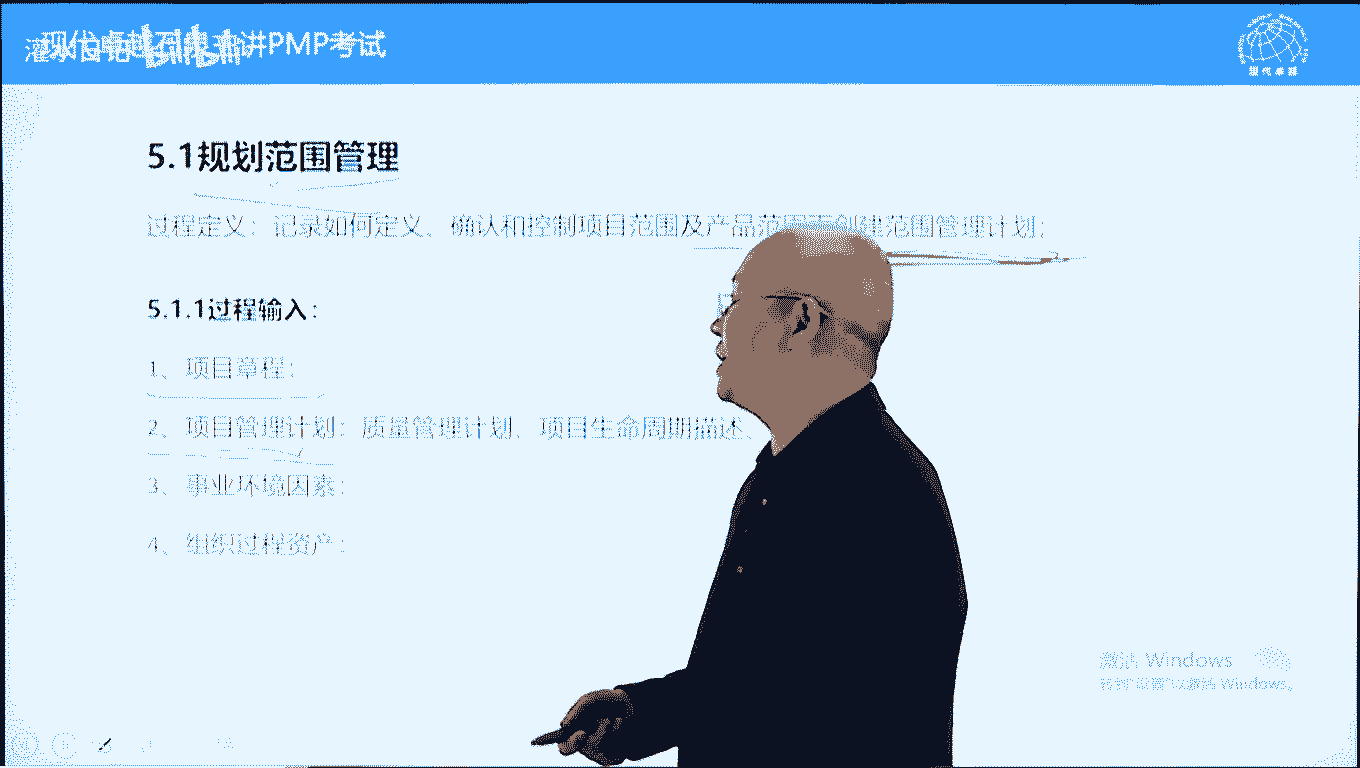 现代卓越 讲PMP考试
bilibili
现代卓越
5.1规划范围管理
过程定义：记录如何定义、确认和控制项目范围及产品范围 创建范围管理计划；
5.1.1过程输入：
1、项目章程；
2、项目管理计划：质量管理计划、项目生命周期描述、
3、事业环境因素；
4、组织过程资产；
激活 Windows
转到"设置"以激活 Windows。